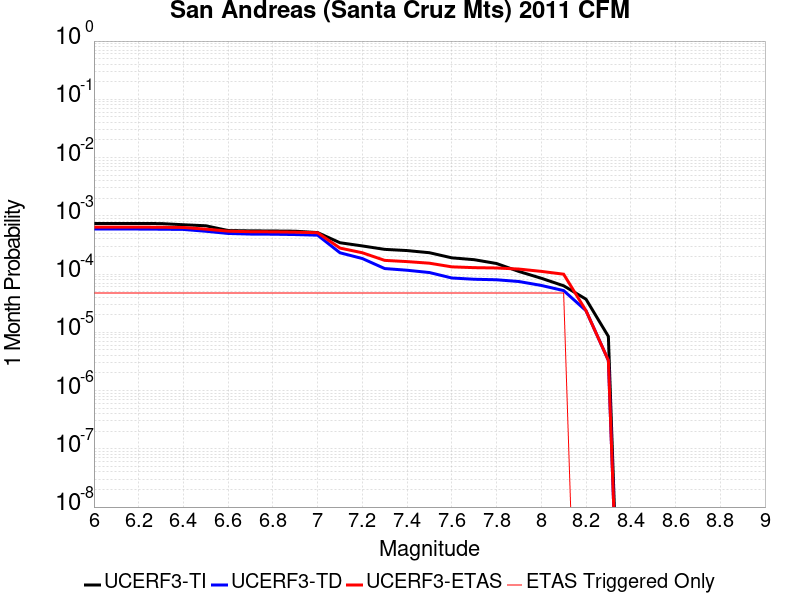 San Andreas (Santa Cruz Mts) 2011 CFM
1 Month Probability
10^0
10^-1
10^-2
10^-3
10^-4
10^-5
10^-6
10^-7
10^-8
6 6.2 6.4 6.6 6.8 7 7.2 7.4 7.6 7.8 8 8.2 8.4 8.6 8.8 9
Magnitude
UCERF3-TI UCERF3-TD UCERF3-ETAS ETAS Triggered Only